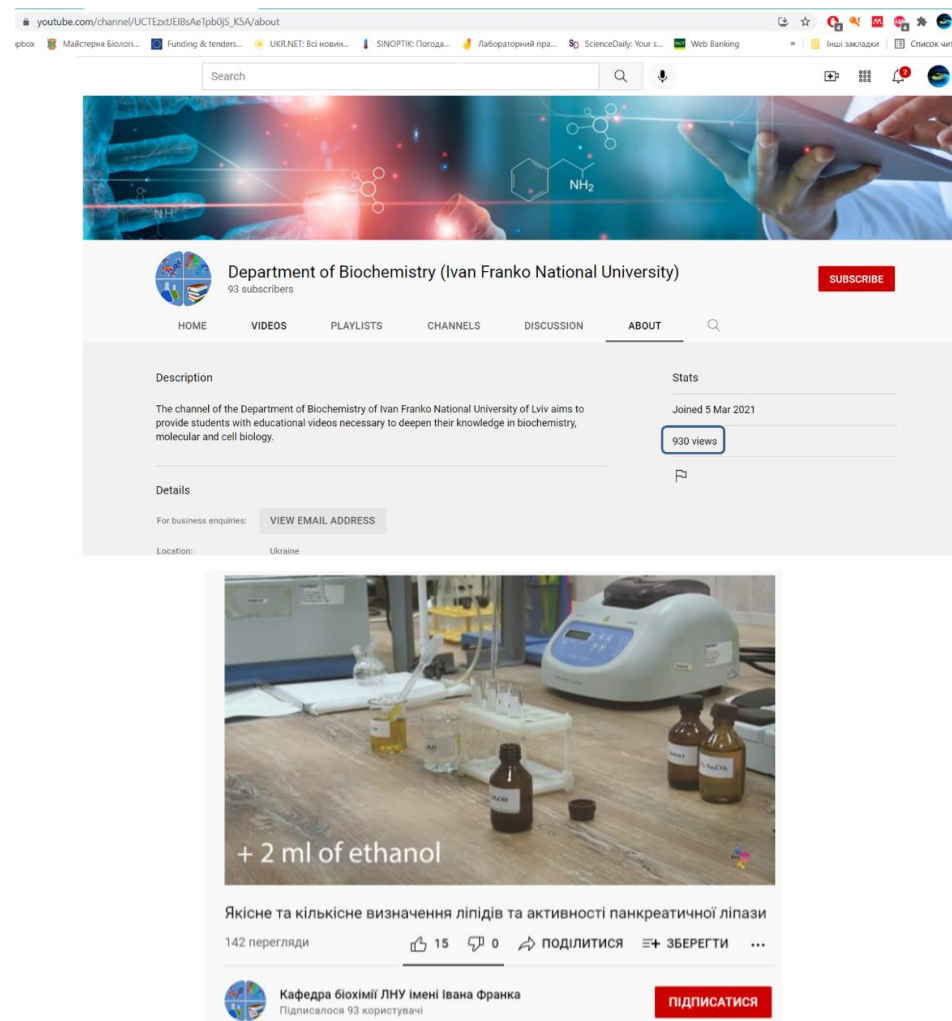 youtube.com/channel/UCTEzxtJEIBsAeTpb0jS_KSA/about
pbox Майстерня Біологі... Funding & tenders... UKR.NET: Всі новин... SINOPTIK: Погода... Лабораторний пра... ScienceDaily: Your s... Web Banking » Інші закладки Список чит
Search
2
NH
NH₂
Department of Biochemistry (Ivan Franko National University)
93 subscribers
SUBSCRIBE
HOME VIDEOS PLAYLISTS CHANNELS DISCUSSION ABOUT
Description
Stats
The channel of the Department of Biochemistry of Ivan Franko National University of Lviv aims to
provide students with educational videos necessary to deepen their knowledge in biochemistry,
molecular and cell biology.
Joined 5 Mar 2021
930 views
Details
For business enquiries: VIEW EMAIL ADDRESS
Location: Ukraine
H₂O
+ 2 ml of ethanol
Якісне та кількісне визначення ліпідів та активності панкреатичної ліпази
142 перегляди 15 0 ПОДІЛИТИСЯ ЗБЕРЕГТИ ...
Кафедра біохімії ЛНУ імені Івана Франка
Підписалося 93 користувачі
ПІДПИСАТИСЯ